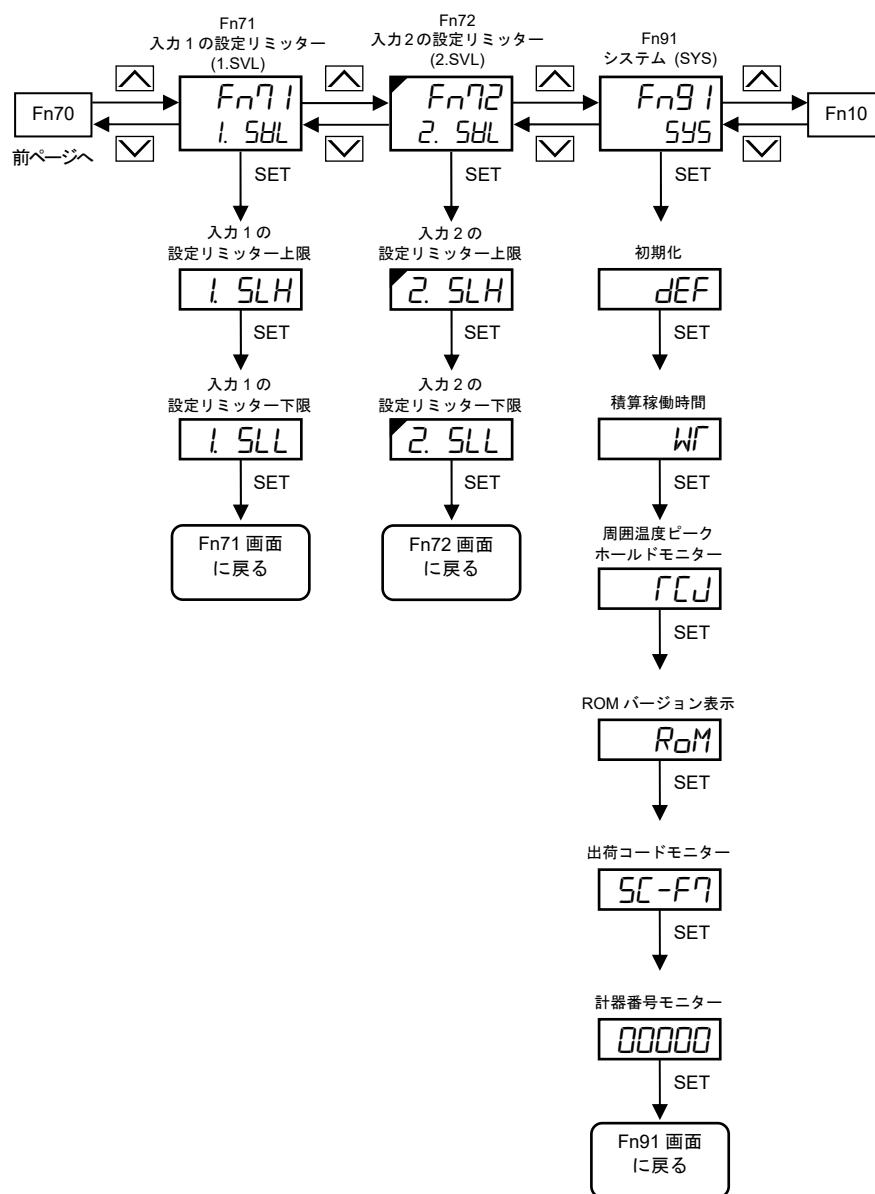 Fn71
入力1の設定リミッター
(1.SVL)
Fn72
入力2の設定リミッター
(2.SVL)
Fn91
システム (SYS)
Fn70
前ページへ
Fn71
1. SVL
Fn72
2. SVL
Fn91
SYS
Fn10
SET
SET
SET
入力1の
設定リミッター上限
1. SLH
SET
入力2の
設定リミッター上限
2. SLH
SET
初期化
dEF
SET
入力1の
設定リミッター下限
1. SLL
SET
入力2の
設定リミッター下限
2. SLL
SET
積算稼働時間
WT
SET
Fn71 画面
に戻る
Fn72 画面
に戻る
周囲温度ピーク
ホールドモニター
TCJ
SET
ROM バージョン表示
RoM
SET
出荷コードモニター
SC-F7
SET
計器番号モニター
00000
SET
Fn91 画面
に戻る